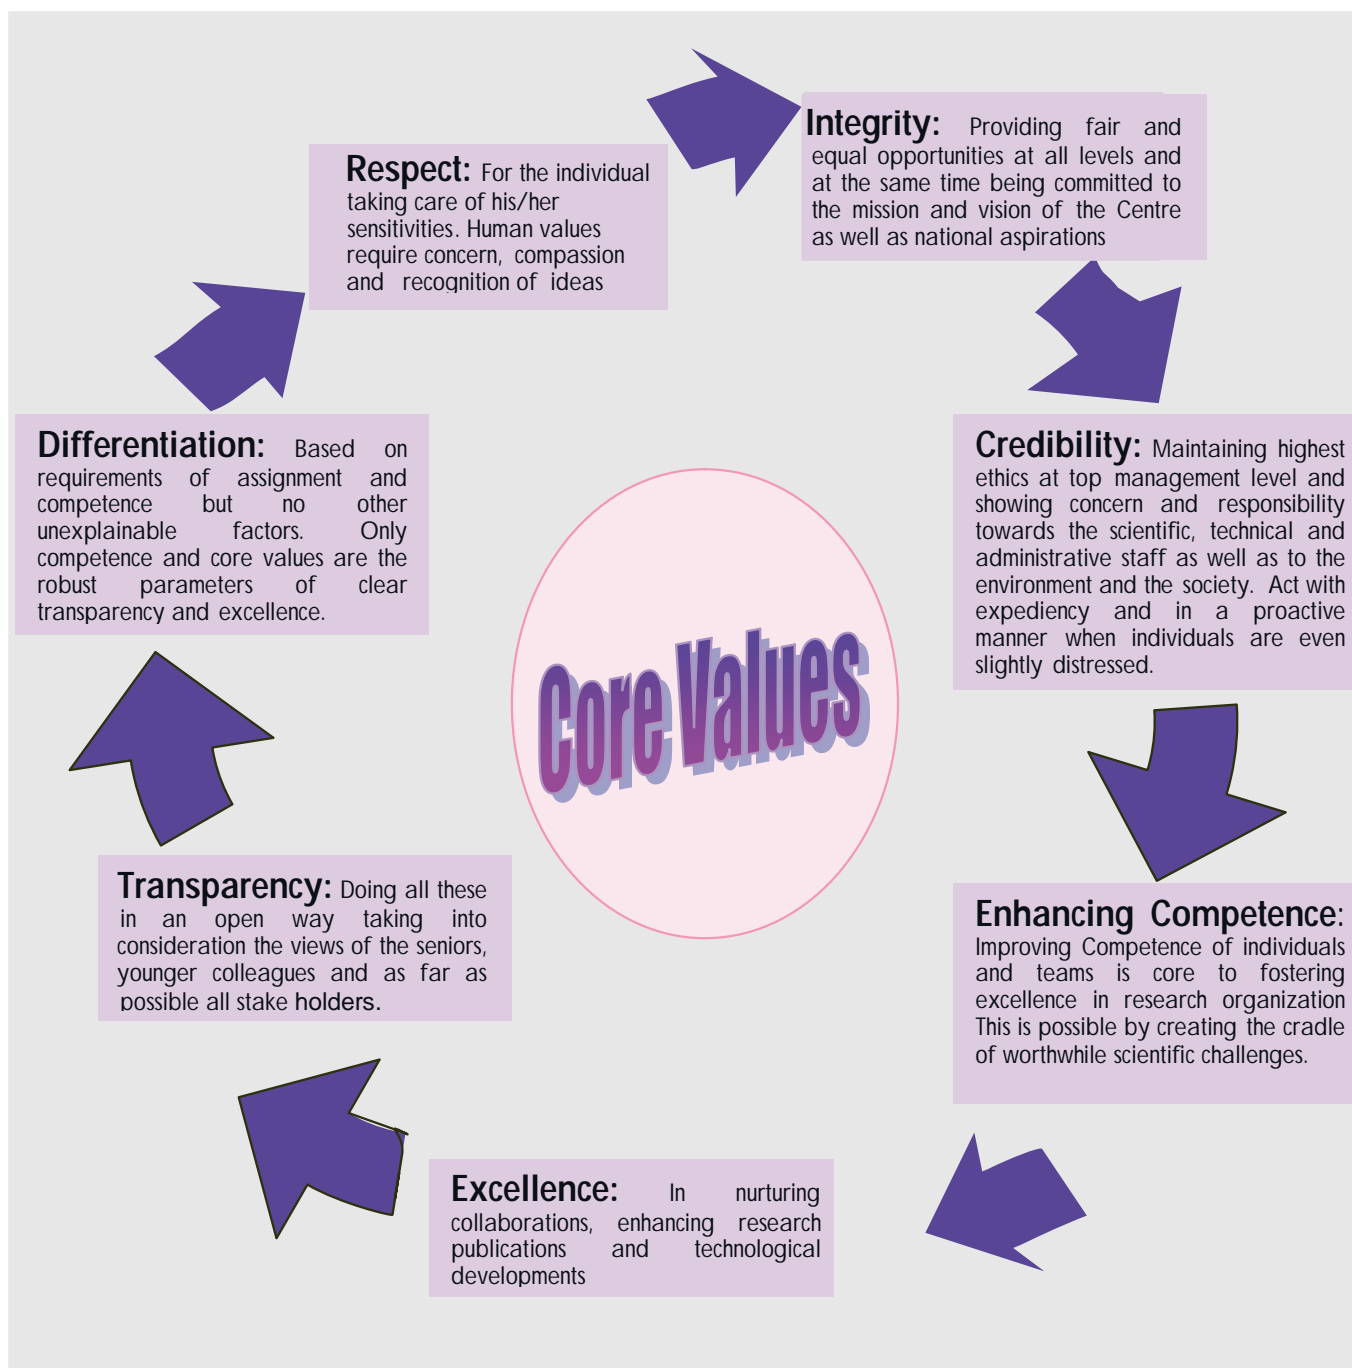 Respect: For the individual
taking care of his/her
sensitivities. Human values
require concern, compassion
and recognition of ideas
Integrity: Providing fair and
equal opportunities at all levels and
at the same time being committed to
the mission and vision of the Centre
as well as national aspirations
Differentiation: Based on
requirements of assignment and
competence but no other
unexplainable factors. Only
competence and core values are the
robust parameters of clear
transparency and excellence.
Credibility: Maintaining highest
ethics at top management level and
showing concern and responsibility
towards the scientific, technical and
administrative staff as well as to the
environment and the society. Act with
expediency and in a proactive
manner when individuals are even
slightly distressed.
Core Values
Transparency: Doing all these
in an open way taking into
consideration the views of the seniors,
younger colleagues and as far as
possible all stake holders.
Enhancing Competence:
Improving Competence of individuals
and teams is core to fostering
excellence in research organization
This is possible by creating the cradle
of worthwhile scientific challenges.
Excellence: In nurturing
collaborations, enhancing research
publications and technological
developments